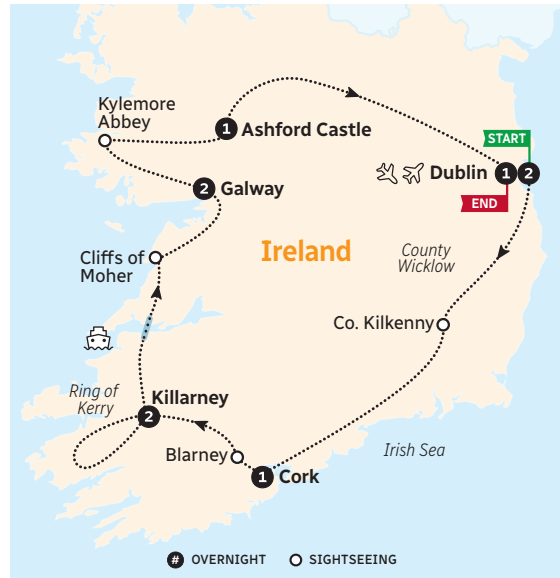 Kylemore
Abbey
1 Ashford Castle
START
Dublin 1 2
END
2 Galway
Ireland
County
Wicklow
Cliffs of
Moher
Co. Kilkenny
Ring of
Kerry
Killarney
2
Irish Sea
Blarney
1 Cork
# OVERNIGHT SIGHTSEEING